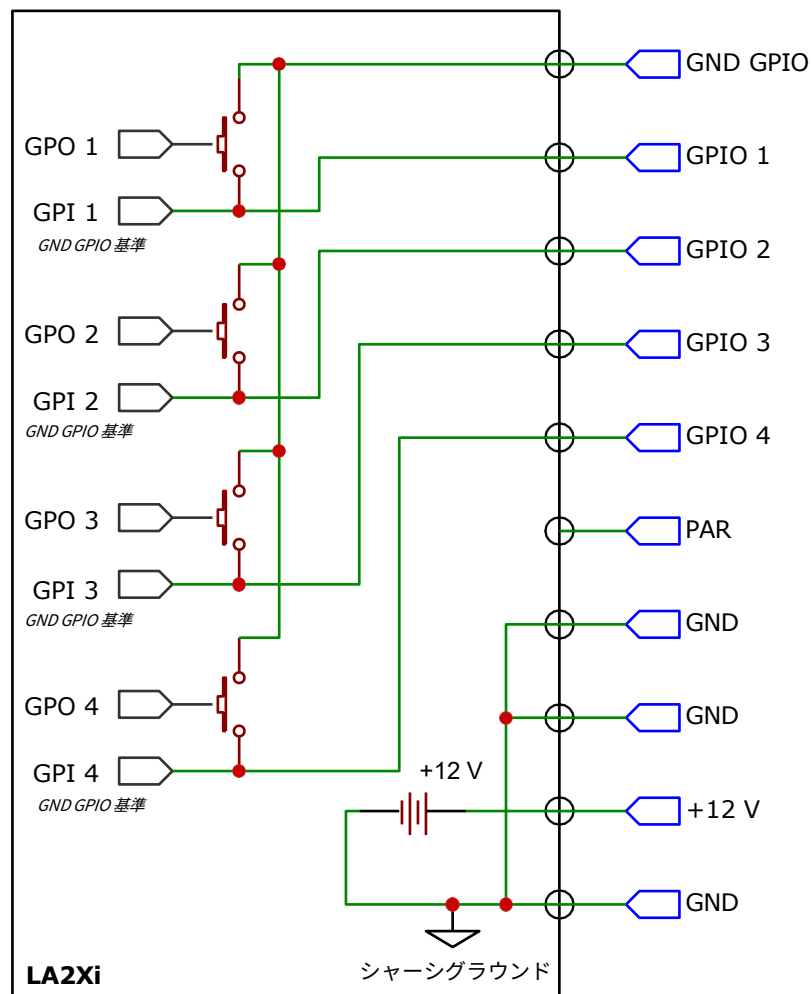 GND GPIO
GPO 1
GPIO 1
GPI 1
GND GPIO 基準
GPIO 2
GPO 2
GPIO 3
GPI 2
GND GPIO 基準
GPIO 4
GPO 3
PAR
GPI 3
GND GPIO 基準
GND
GPO 4
GND
GPI 4
+12 V
GND GPIO 基準
+12 V
GND
シャーシグラウンド
LA2Xi